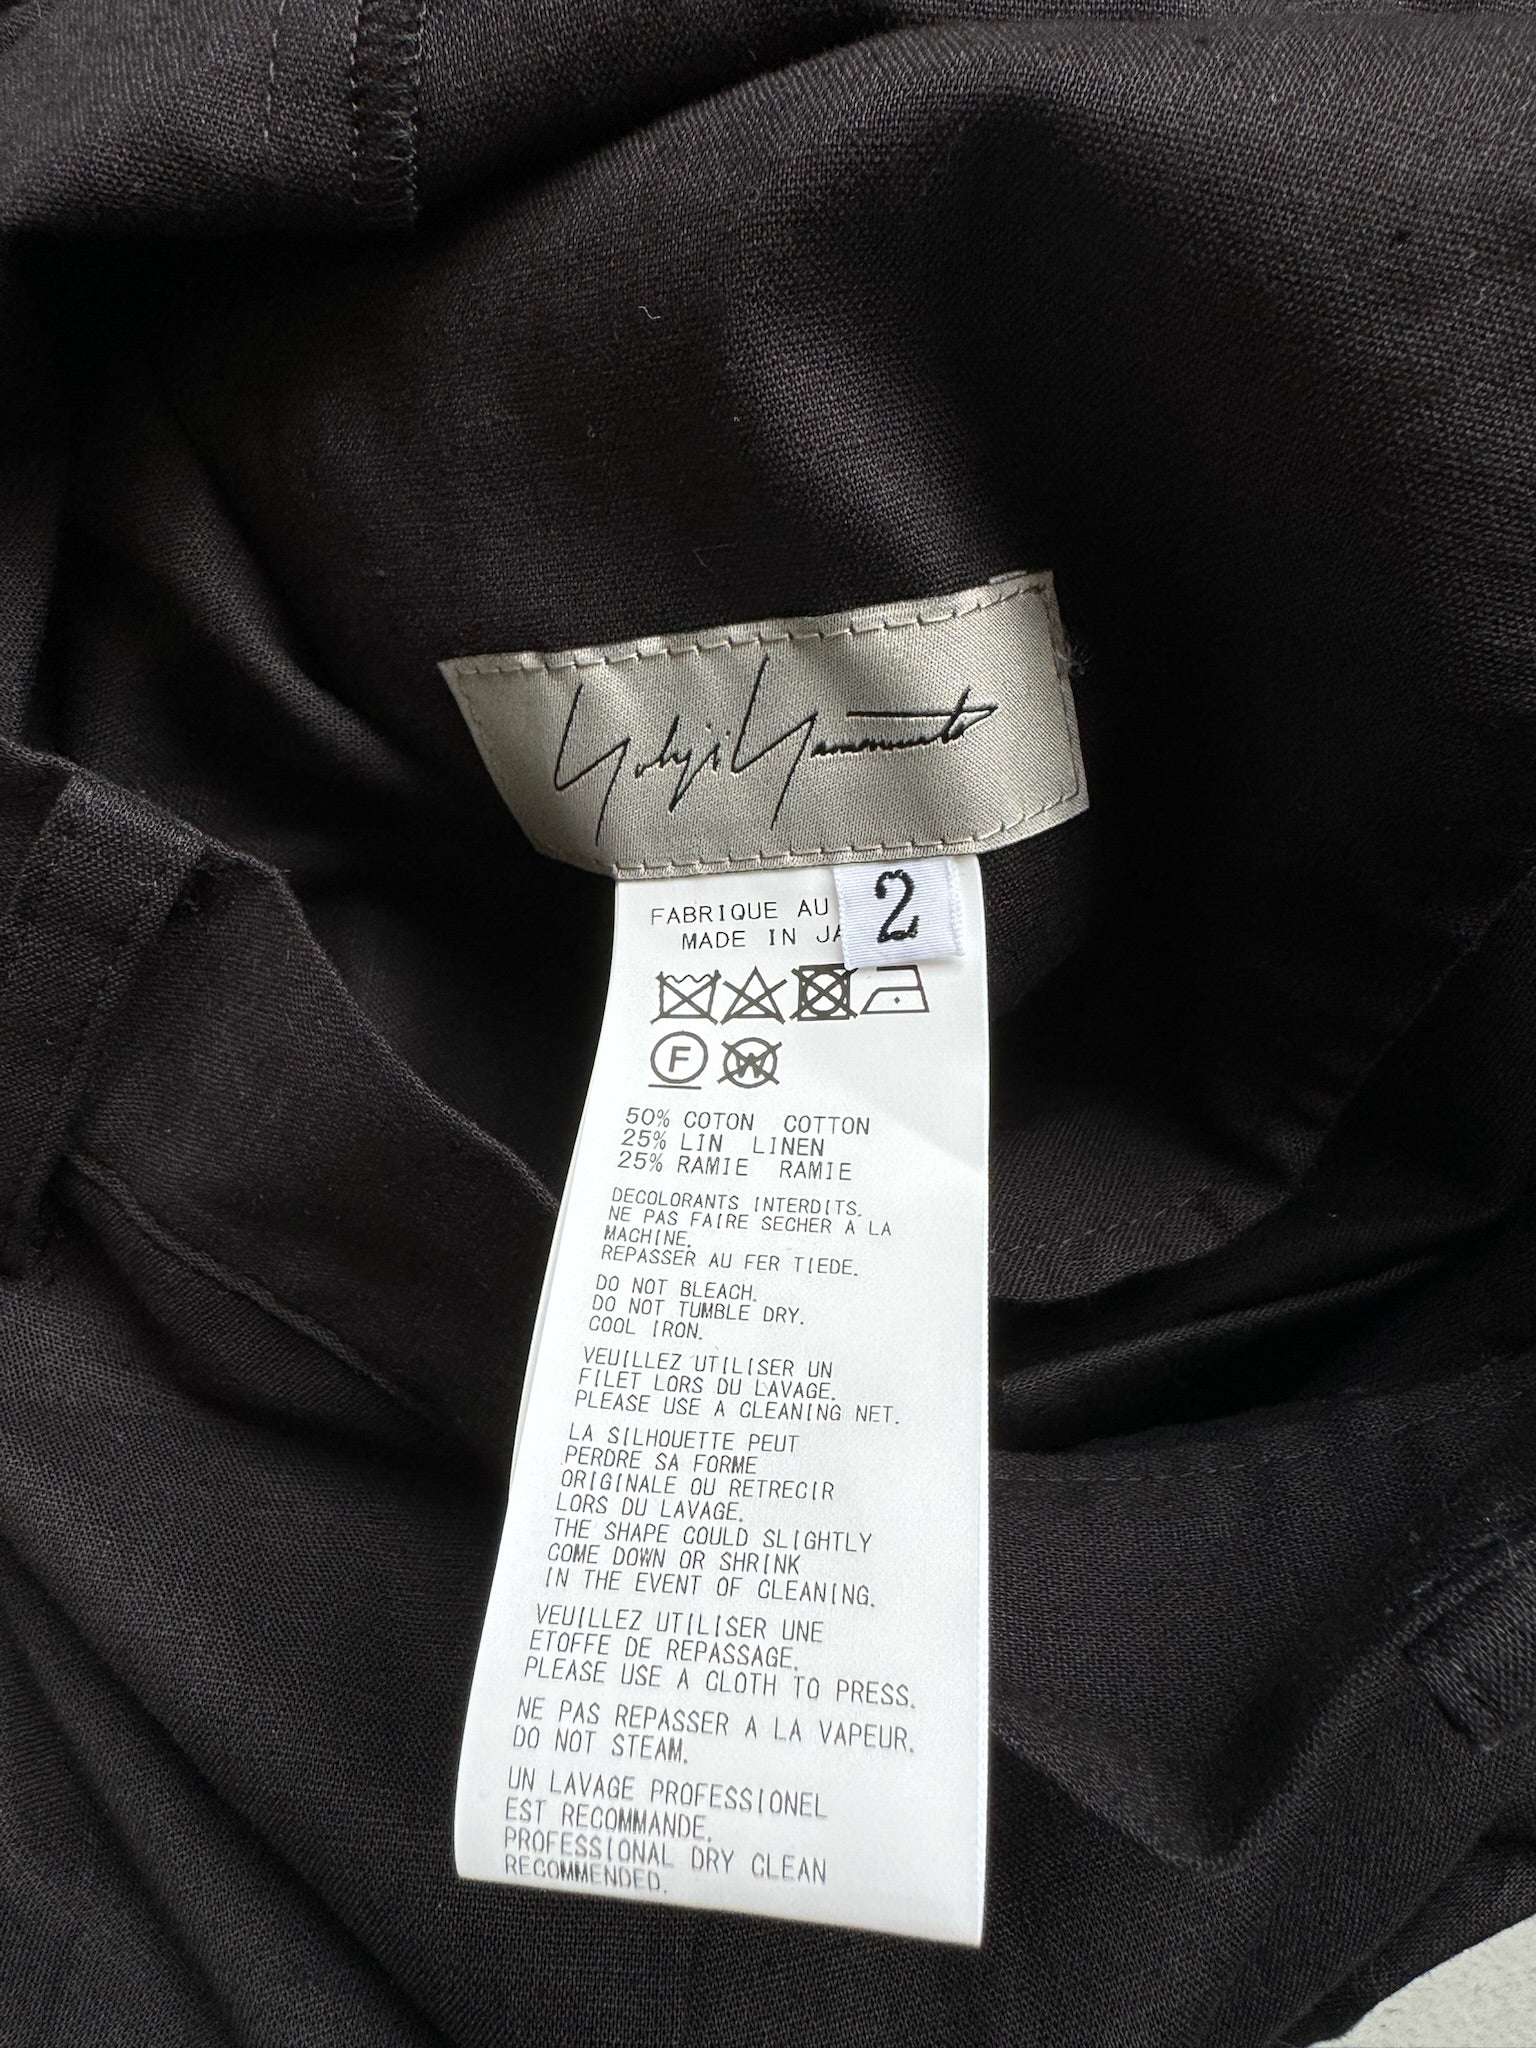 Yohji Yamamoto
2
FABRIQUE AU
MADE IN
F
W
50% COTON COTTON
25% LIN LINEN
25% RAMIE RAMIE
DECOLORANTS INTERDITS.
NE PAS FAIRE SECHER A LA
MACHINE.
REPASSER AU FER TIEDE.
DO NOT BLEACH.
DO NOT TUMBLE DRY.
COOL IRON.
VEUILLEZ UTILISER UN
FILET LORS DU LAVAGE.
PLEASE USE A CLEANING NET.
LA SILHOUETTE PEUT
PERDRE SA FORME
ORIGINALE OU RETRECIR
LORS DU LAVAGE.
THE SHAPE COULD SLIGHTLY
COME DOWN OR SHRINK
IN THE EVENT OF CLEANING.
VEUILLEZ UTILISER UNE
ETOFFE DE REPASSAGE.
PLEASE USE A CLOTH TO PRESS.
NE PAS REPASSER A LA VAPEUR.
DO NOT STEAM.
UN LAVAGE PROFESSIONEL
EST RECOMMANDE.
PROFESSIONAL DRY CLEAN
RECOMMENDED.